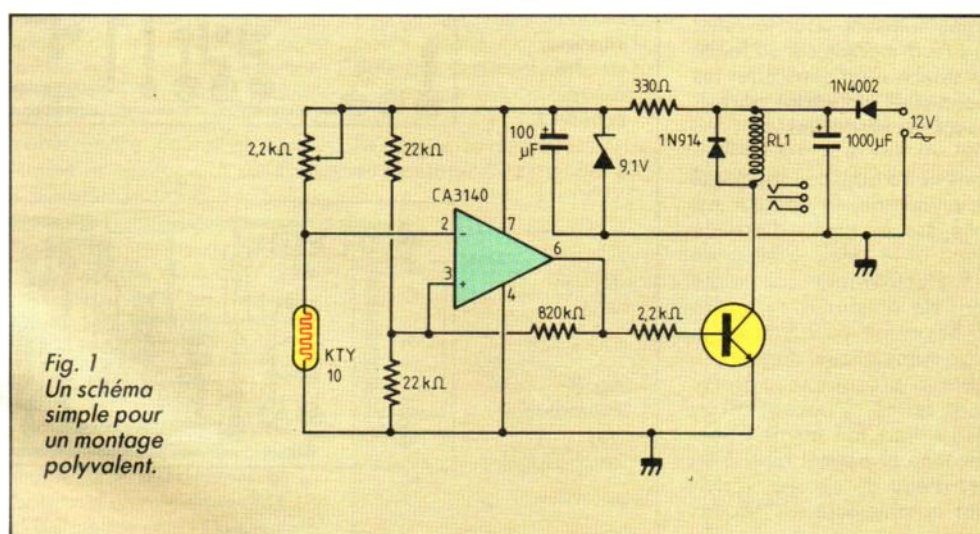 330Ω
1N4002
2,2kΩ
22kΩ
100
µF
9,1V
1N914
RL1
1000µF
12V
CA3140
2
-
7
3
+
6
4
820kΩ
2,2kΩ
KTY
10
22kΩ
Fig. 1
Un schéma
simple pour
un montage
polyvalent.